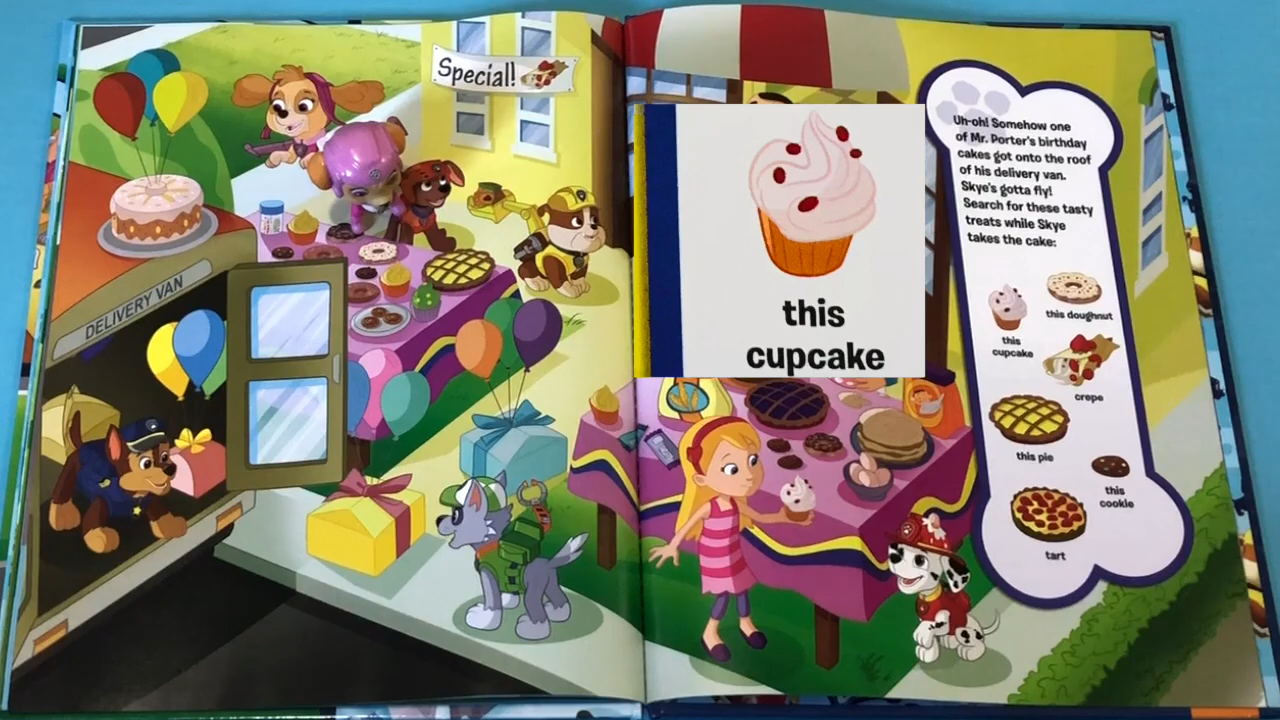 Special!
DELIVERY VAN
this
cupcake
Uh-oh! Somehow one
of Mr. Porter's birthday
cakes got onto the roof
of his delivery van.
Skye's gotta fly!
Search for these tasty
treats while Skye
takes the cake:
this doughnut
this
cupcake
crepe
this pie
this
cookie
tart